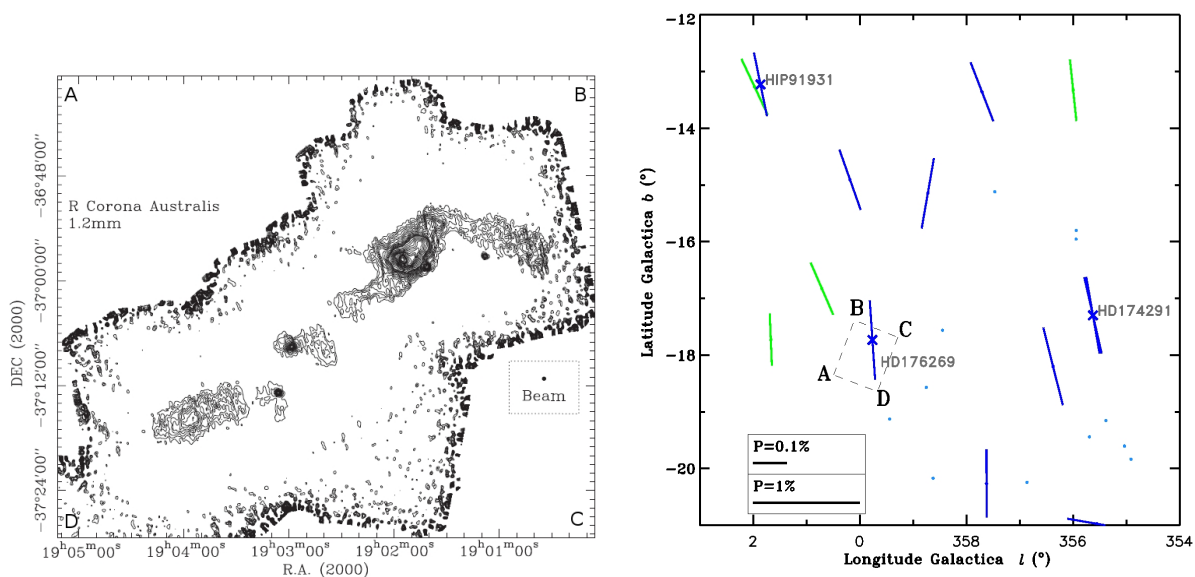 A
B
R Corona Australis
1.2mm
Beam
D
C
−36°48'00"
−37°00'00"
−37°12'00"
−37°24'00"
DEC (2000)
19ʰ05ᵐ00ˢ
19ʰ04ᵐ00ˢ
19ʰ03ᵐ00ˢ
19ʰ02ᵐ00ˢ
19ʰ01ᵐ00ˢ
R.A. (2000)
−12
−14
−16
−18
−20
Latitude Galactica b (°)
HIP91931
HD174291
B
C
HD176269
A
D
P=0.1%
P=1%
2
0
358
356
354
Longitude Galactica l (°)